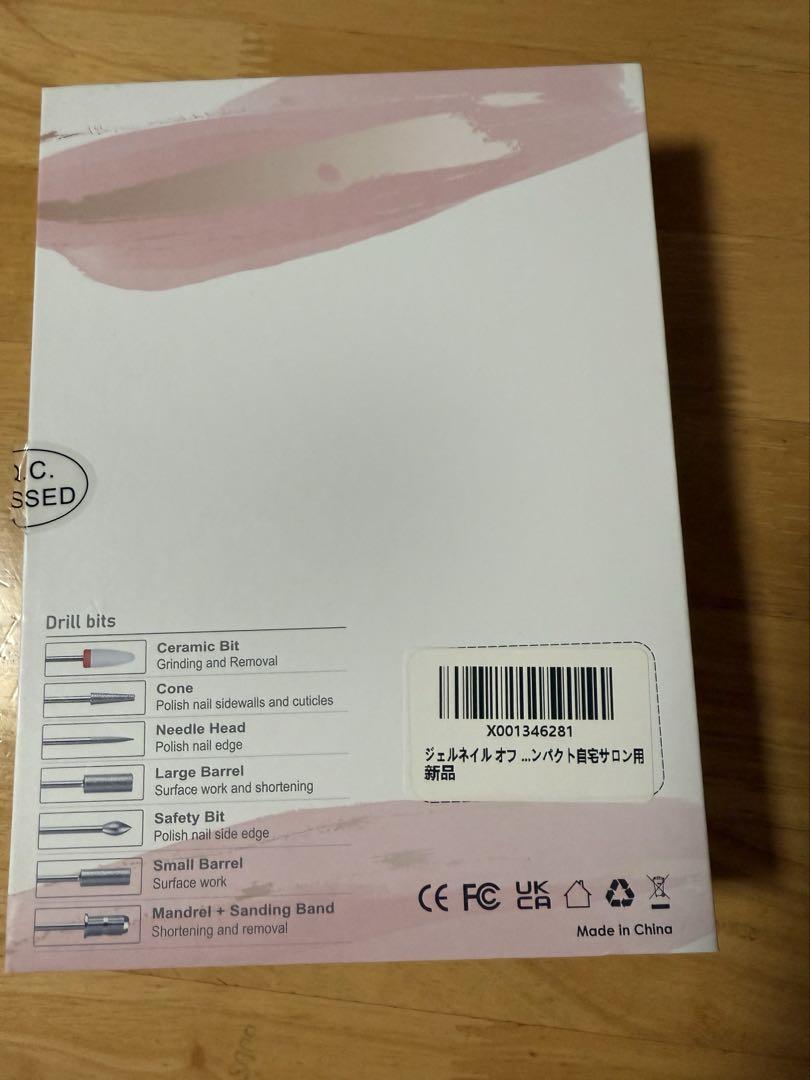 .C.
SSED
Drill bits
Ceramic Bit
Grinding and Removal
Cone
Polish nail sidewalls and cuticles
Needle Head
Polish nail edge
Large Barrel
Surface work and shortening
Safety Bit
Polish nail side edge
Small Barrel
Surface work
Mandrel + Sanding Band
Shortening and removal
X001346281
ジェルネイル オフ ...ンパクト自宅サロン用
新品
CE FC UK
CA
Made in China